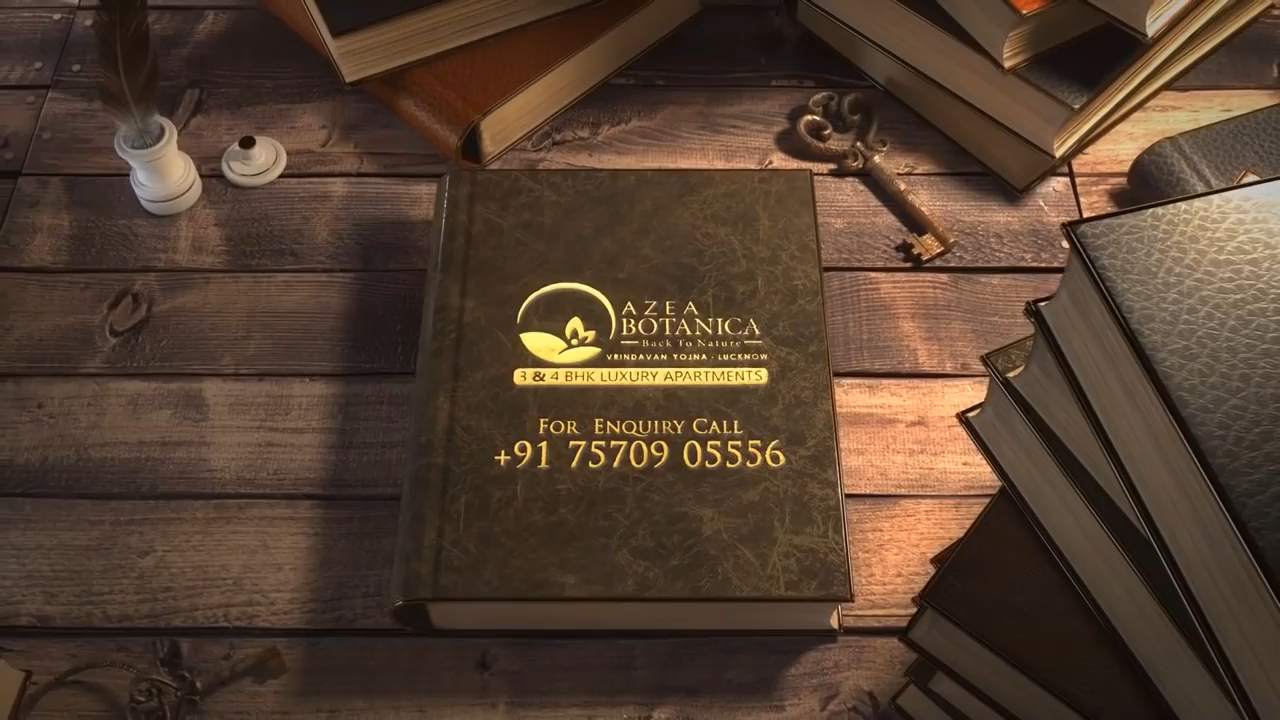 AZEA
BOTANICA
Back To Nature
VRINDAVAN YOJNA - LUCKNOW
3 & 4 BHK LUXURY APARTMENTS
FOR ENQUIRY CALL
+91 75709 05556